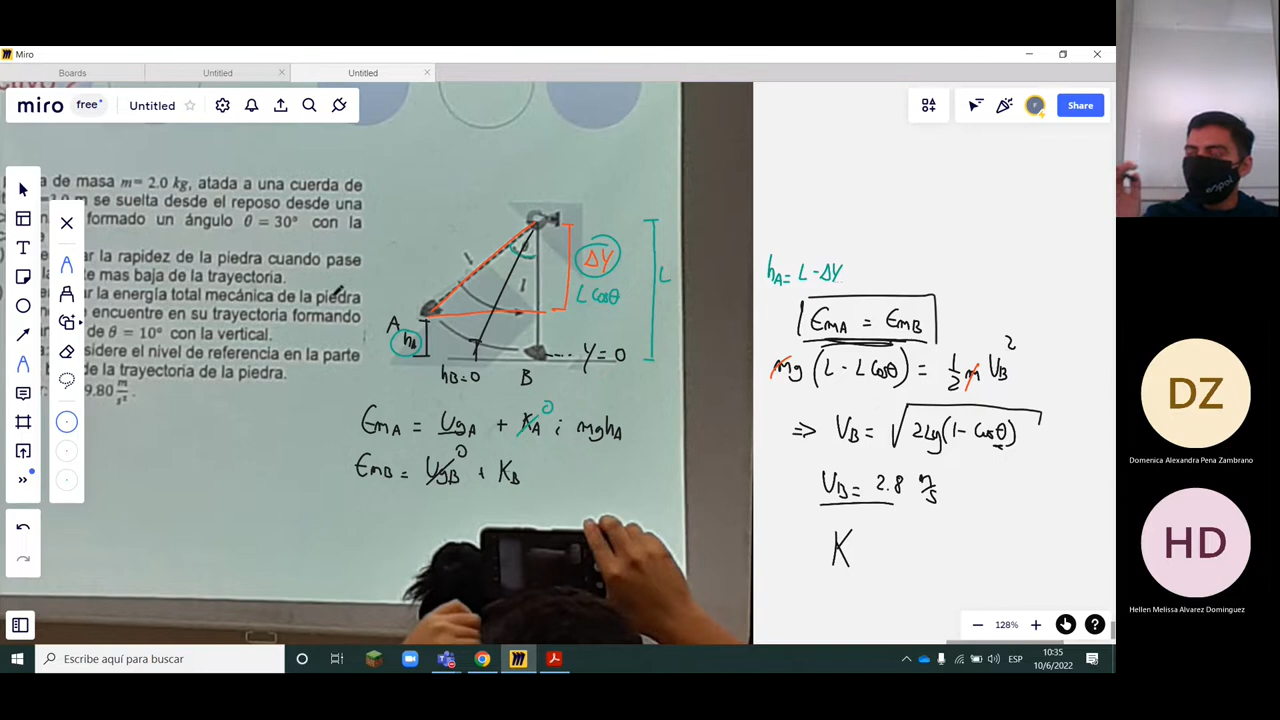 Miro
Boards
Untitled
Untitled
miro
free
Untitled
Share
de masa m= 2.0 kg, atada a una cuerda de
m se suelta desde el reposo desde una
formado un ángulo θ = 30° con la
ar la rapidez de la piedra cuando pase
te mas baja de la trayectoria.
ar la energía total mecánica de la piedra
e encuentre en su trayectoria formando
de θ = 10° con la vertical.
sidere el nivel de referencia en la parte
de la trayectoria de la piedra.
9.80 m/s²
θ
ΔY
L cosθ
L
l
A
hA
hB=0
B
Y=0
EmA = UgA + KA 0 ; mghA
EmB = UgB 0 + KB
hA = L - ΔY
EmA = EmB
mg (L - L cosθ) = 1/2 m VB²
=> VB = √2Lg(1 - cosθ)
VB = 2.8 m/s
K
128%
DZ
Domenica Alexandra Pena Zambrano
HD
Hellen Melissa Alvarez Dominguez
Escribe aquí para buscar
ESP
10:35
10/6/2022
espol